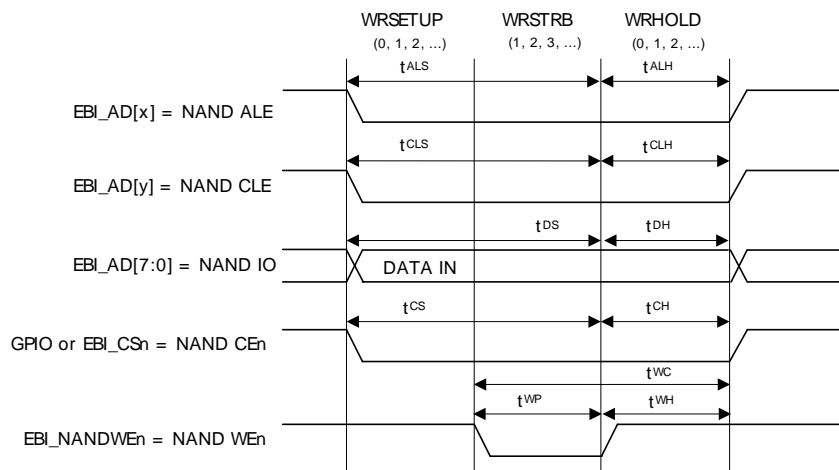 WRSETUP WRSTRB WRHOLD
(0, 1, 2, ...) (1, 2, 3, ...) (0, 1, 2, ...)
tALS tALH
EBI_AD[x] = NAND ALE
tCLS tCLH
EBI_AD[y] = NAND CLE
tDS tDH
EBI_AD[7:0] = NAND IO DATA IN
tCS tCH
GPIO or EBI_CSn = NAND CEn
tWC
tWP tWH
EBI_NANDWEn = NAND WEn